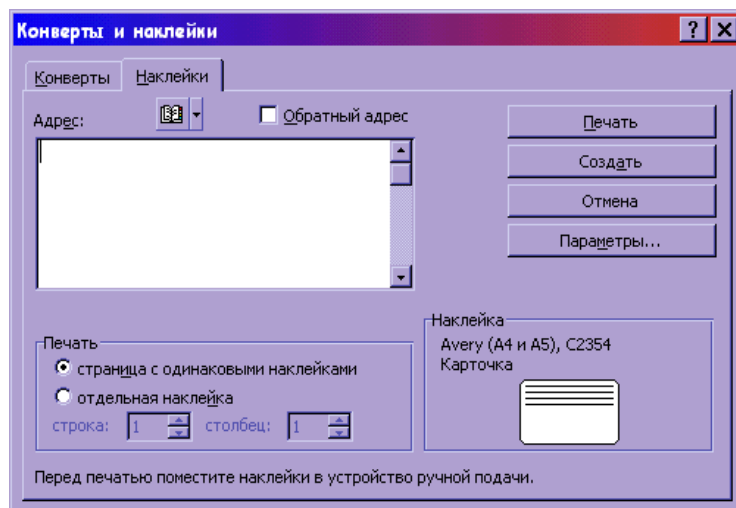 Конверты и наклейки
Конверты Наклейки
Адрес: Обратный адрес
Печать
Создать
Отмена
Параметры...
Печать
страница с одинаковыми наклейками
отдельная наклейка
строка: 1 столбец: 1
Наклейка
Avery (A4 и A5), C2354
Карточка
Перед печатью поместите наклейки в устройство ручной подачи.